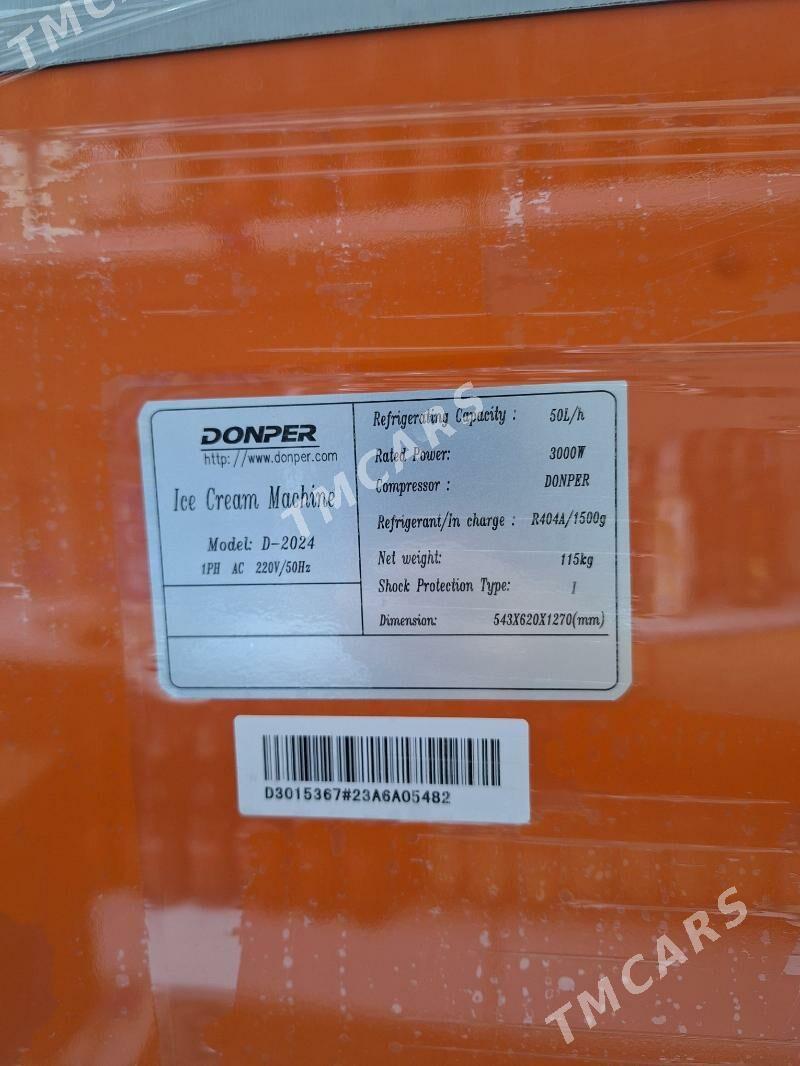 TMCARS
DONPER
http://www.donper.com
Ice Cream Machine
Model: D-2024
1PH AC 220V/50Hz
Refrigerating Capacity : 50L/h
Rated Power: 3000W
Compressor : DONPER
Refrigerant/In charge : R404A/1500g
Net weight: 115kg
Shock Protection Type: I
Dimension: 543X620X1270(mm)
TMCARS
D3015367#23A6A05482
TMCARS